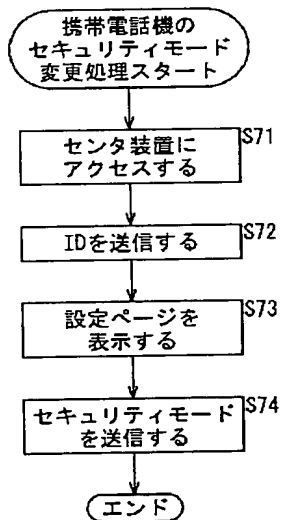 携帯電話機の
セキュリティモード
変更処理スタート
センタ装置に
アクセスする
S71
IDを送信する
S72
設定ページを
表示する
S73
セキュリティモード
を送信する
S74
エンド